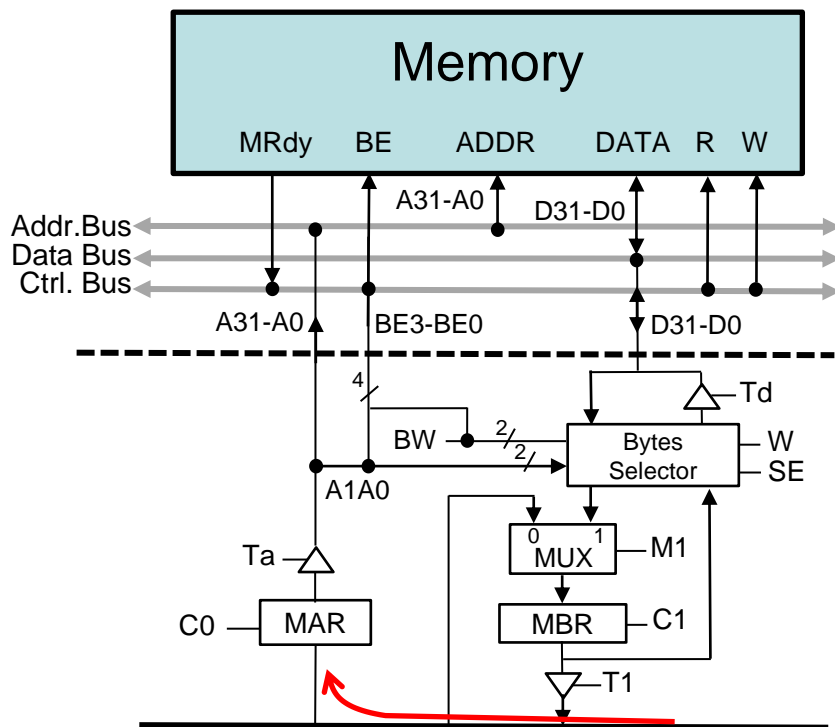 Memory
MRdy BE ADDR DATA R W
A31-A0 D31-D0
Addr.Bus
Data Bus
Ctrl. Bus
A31-A0 BE3-BE0 D31-D0
4 Td
BW 2 2 Bytes Selector W
SE
A1A0
0 1
Ta MUX M1
C0 MAR MBR C1
T1